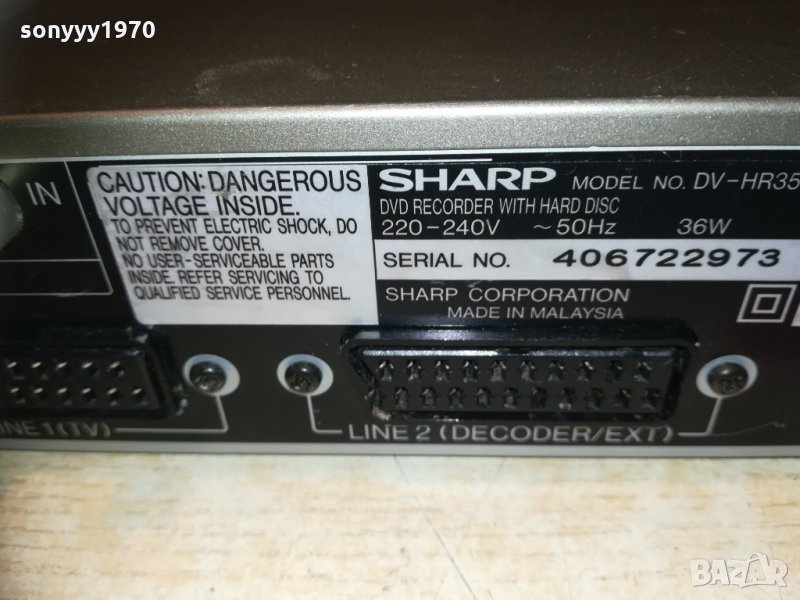 sonyyy1970
IN
CAUTION: DANGEROUS
VOLTAGE INSIDE.
TO PREVENT ELECTRIC SHOCK, DO
NOT REMOVE COVER.
NO USER-SERVICEABLE PARTS
INSIDE. REFER SERVICING TO
QUALIFIED SERVICE PERSONNEL.
SHARP MODEL NO. DV-HR35
DVD RECORDER WITH HARD DISC
220-240V ~50Hz 36W
SERIAL NO. 406722973
SHARP CORPORATION
MADE IN MALAYSIA
INE 1 (TV)
LINE 2 (DECODER/EXT)
BAZAR